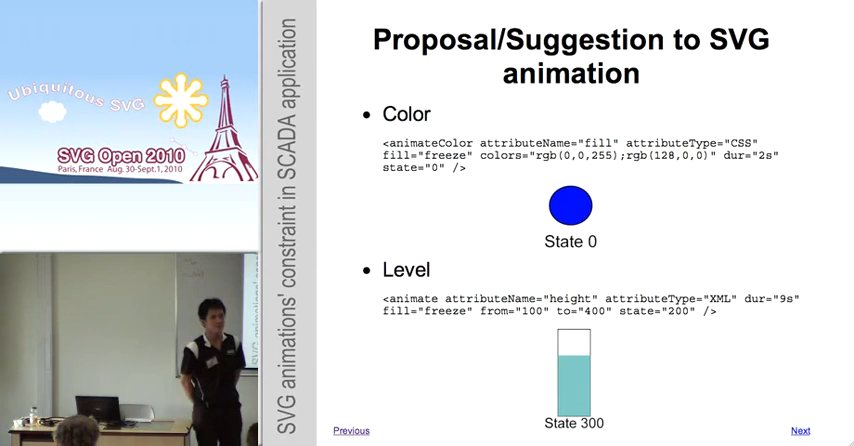 Ubiquitous SVG
SVG Open 2010
Paris, France Aug. 30-Sept.1, 2010
SVG animations' constraint in SCADA application
Proposal/Suggestion to SVG
animation
• Color
<animateColor attributeName="fill" attributeType="CSS"
fill="freeze" colors="rgb(0,0,255);rgb(128,0,0)" dur="2s"
state="0" />
State 0
• Level
<animate attributeName="height" attributeType="XML" dur="9s"
fill="freeze" from="100" to="400" state="200" />
State 300
Previous
Next